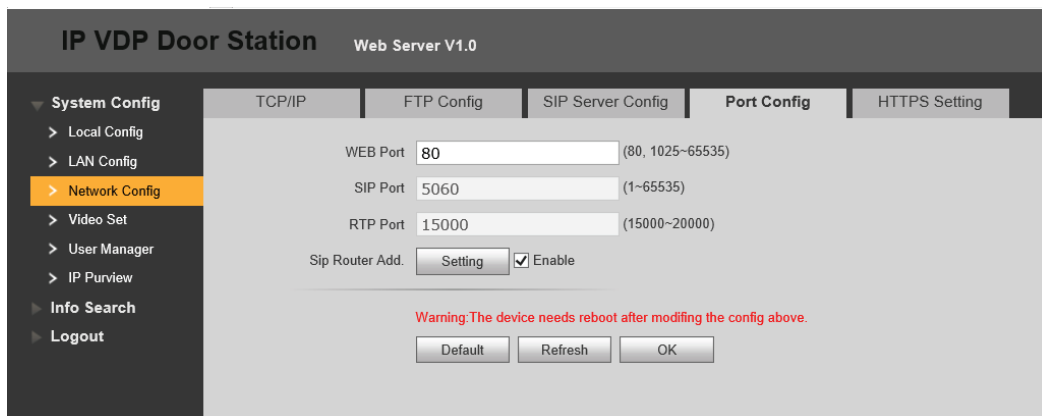 IP VDP Door Station Web Server V1.0
System Config
Local Config
LAN Config
Network Config
Video Set
User Manager
IP Purview
Info Search
Logout
TCP/IP FTP Config SIP Server Config Port Config HTTPS Setting
WEB Port 80 (80, 1025~65535)
SIP Port 5060 (1~65535)
RTP Port 15000 (15000~20000)
Sip Router Add. Setting Enable
Warning:The device needs reboot after modifing the config above.
Default Refresh OK